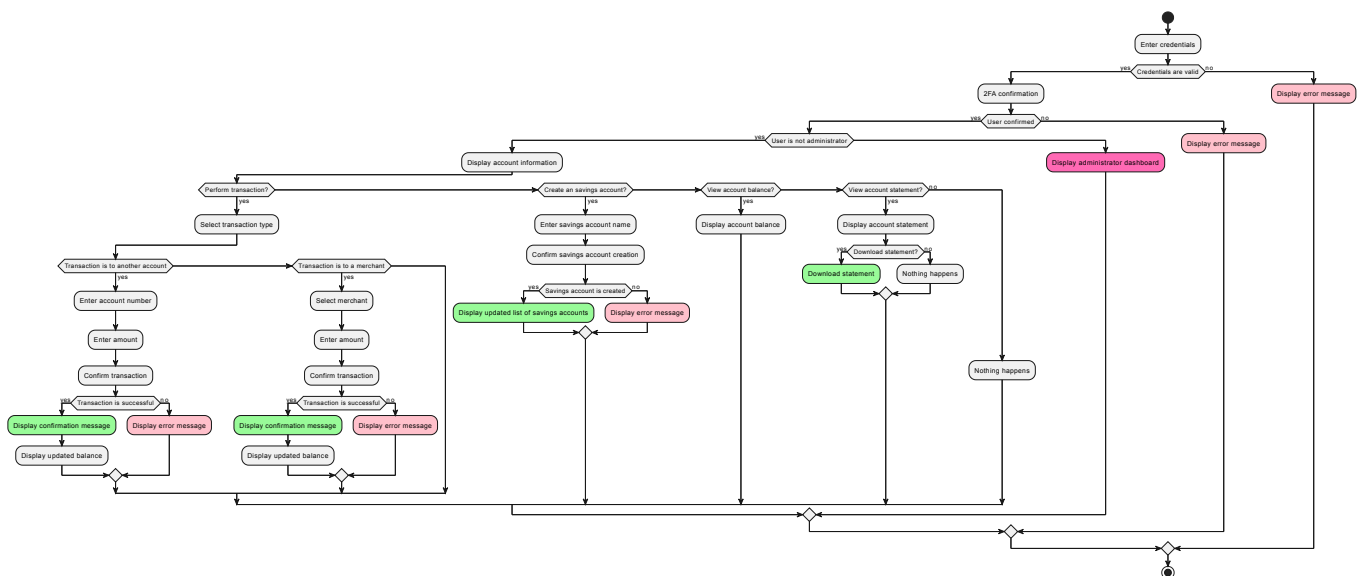 Enter credentials
yes
Credentials are valid
no
2FA confirmation
Display error message
yes
User confirmed
no
yes
User is not administrator
Display error message
Display account information
Display administrator dashboard
Perform transaction?
Create an savings account?
View account balance?
View account statement?
no
yes
yes
yes
yes
Select transaction type
Enter savings account name
Display account balance
Display account statement
Confirm savings account creation
yes
Download statement?
no
Transaction is to another account
Transaction is to a merchant
Download statement
Nothing happens
yes
yes
yes
Savings account is created
no
Enter account number
Select merchant
Display updated list of savings accounts
Display error message
Enter amount
Enter amount
Nothing happens
Confirm transaction
Confirm transaction
yes
Transaction is successful
no
yes
Transaction is successful
no
Display confirmation message
Display error message
Display confirmation message
Display error message
Display updated balance
Display updated balance